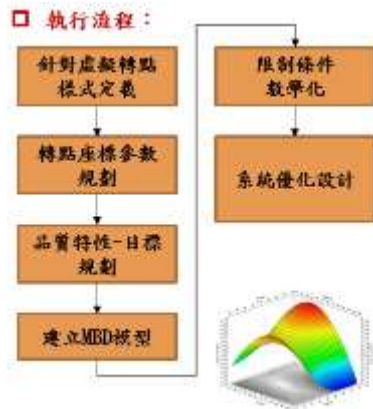 執行流程：
針對虛擬轉點
樣式定義
轉點座標參數
規劃
品質特性-目標
規劃
建立MBD模型
限制條件
數學化
系統優化設計